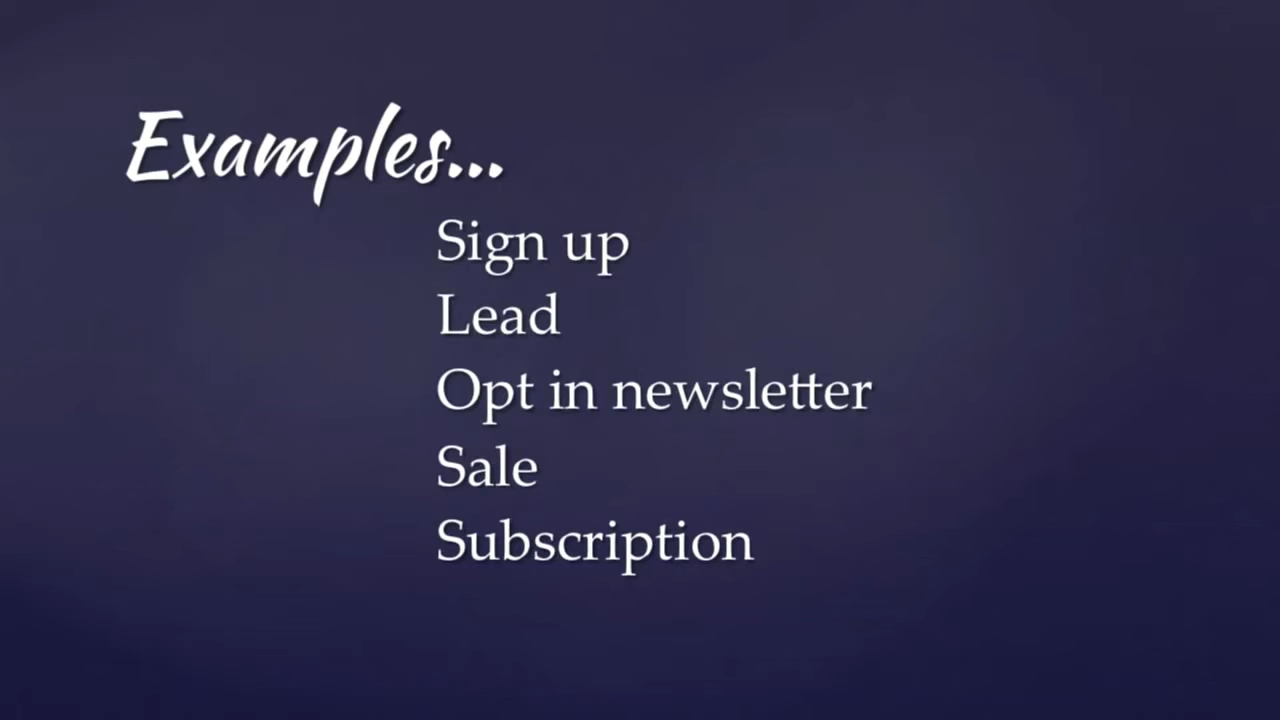 Examples...
Sign up
Lead
Opt in newsletter
Sale
Subscription